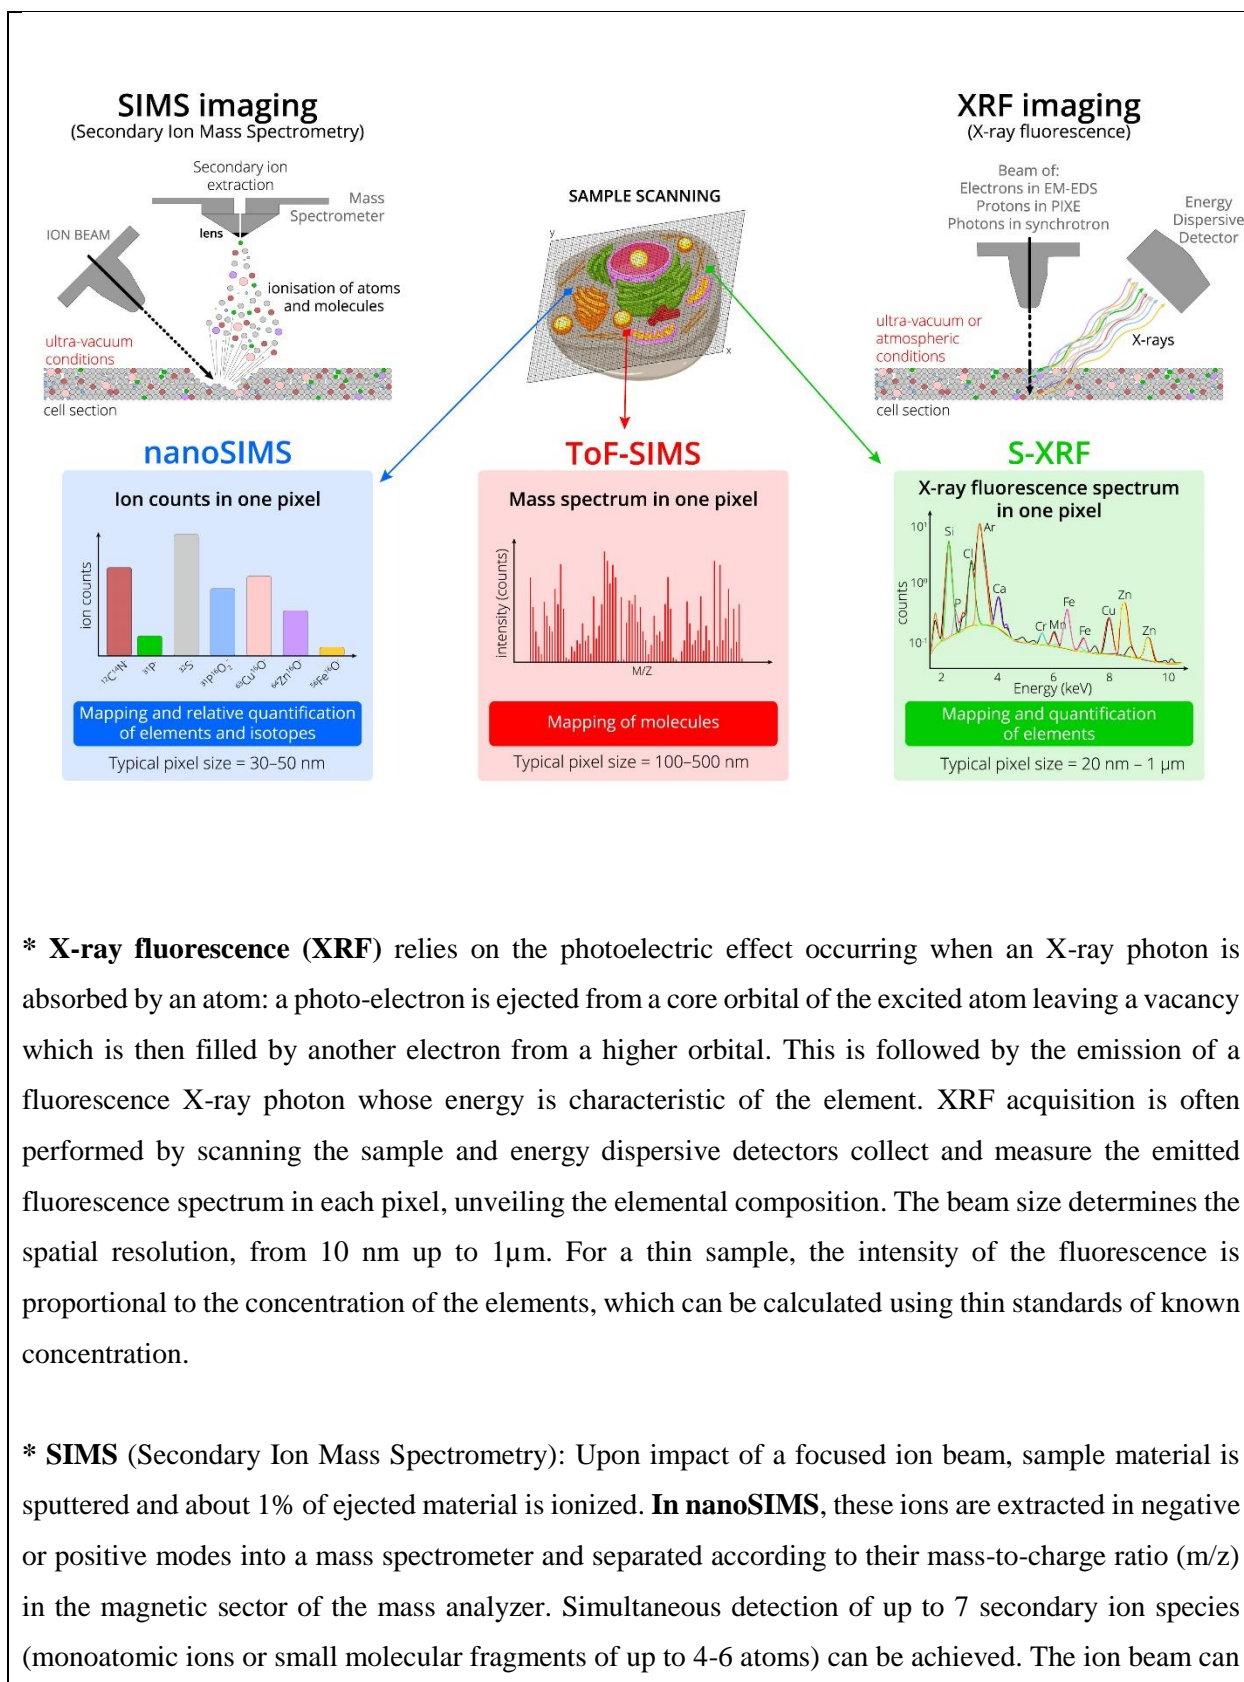 SIMS imaging
(Secondary Ion Mass Spectrometry)
Secondary ion
extraction
Mass
Spectrometer
lens
ION BEAM
ionisation of atoms
and molecules
ultra-vacuum
conditions
cell section
SAMPLE SCANNING
y
x
XRF imaging
(X-ray fluorescence)
Beam of:
Electrons in EM-EDS
Protons in PIXE
Photons in synchrotron
Energy
Dispersive
Detector
ultra-vacuum or
atmospheric
conditions
X-rays
cell section
nanoSIMS
Ion counts in one pixel
ion counts
¹²C¹⁴N
³¹P
³²S
³¹P¹⁶O₂⁻
⁶³Cu¹⁶O
⁶⁴Zn¹⁶O⁻
⁵⁶Fe¹⁶O⁻
Mapping and relative quantification
of elements and isotopes
Typical pixel size = 30–50 nm
ToF-SIMS
Mass spectrum in one pixel
intensity (counts)
M/Z
Mapping of molecules
Typical pixel size = 100–500 nm
S-XRF
X-ray fluorescence spectrum
in one pixel
counts
10¹
10⁰
10⁻¹
Si
P
Cl
Ar
Ca
Cr
Mn
Fe
Fe
Cu
Zn
Zn
2 4 6 8 10
Energy (keV)
Mapping and quantification
of elements
Typical pixel size = 20 nm – 1 µm
* X-ray fluorescence (XRF) relies on the photoelectric effect occurring when an X-ray photon is
absorbed by an atom: a photo-electron is ejected from a core orbital of the excited atom leaving a vacancy
which is then filled by another electron from a higher orbital. This is followed by the emission of a
fluorescence X-ray photon whose energy is characteristic of the element. XRF acquisition is often
performed by scanning the sample and energy dispersive detectors collect and measure the emitted
fluorescence spectrum in each pixel, unveiling the elemental composition. The beam size determines the
spatial resolution, from 10 nm up to 1µm. For a thin sample, the intensity of the fluorescence is
proportional to the concentration of the elements, which can be calculated using thin standards of known
concentration.
* SIMS (Secondary Ion Mass Spectrometry): Upon impact of a focused ion beam, sample material is
sputtered and about 1% of ejected material is ionized. In nanoSIMS, these ions are extracted in negative
or positive modes into a mass spectrometer and separated according to their mass-to-charge ratio (m/z)
in the magnetic sector of the mass analyzer. Simultaneous detection of up to 7 secondary ion species
(monoatomic ions or small molecular fragments of up to 4-6 atoms) can be achieved. The ion beam can